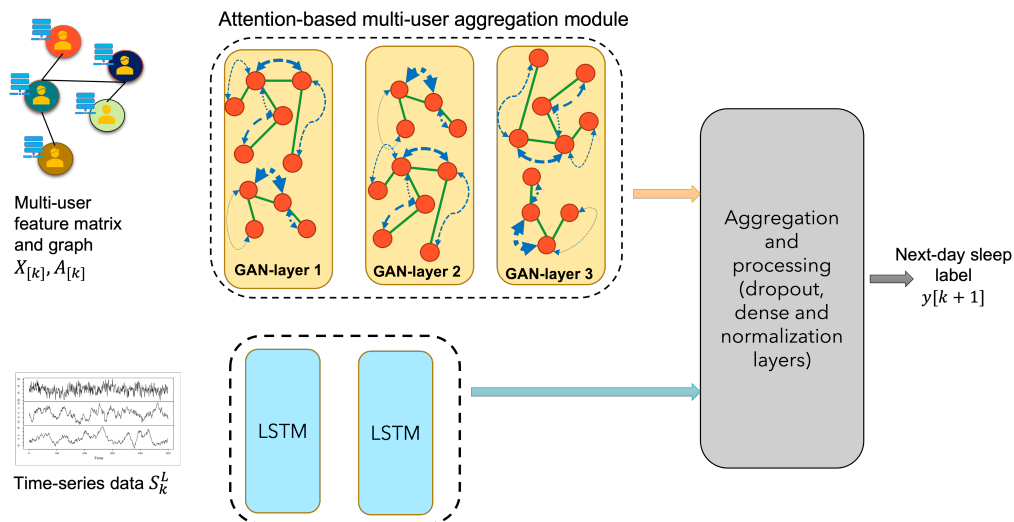 Attention-based multi-user aggregation module
GAN-layer 1
GAN-layer 2
GAN-layer 3
Multi-user
feature matrix
and graph
X[k], A[k]
LSTM
LSTM
Time
Time-series data S_k^L
Aggregation
and
processing
(dropout,
dense and
normalization
layers)
Next-day sleep
label
y[k + 1]